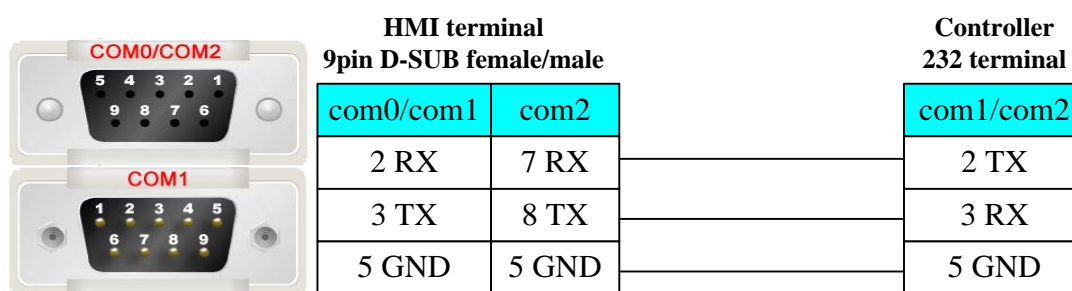 HMI terminal
9pin D-SUB female/male
Controller
232 terminal
COM0/COM2
5 4 3 2 1
9 8 7 6
COM1
1 2 3 4 5
6 7 8 9
com0/com1 com2 com1/com2
2 RX 7 RX 2 TX
3 TX 8 TX 3 RX
5 GND 5 GND 5 GND